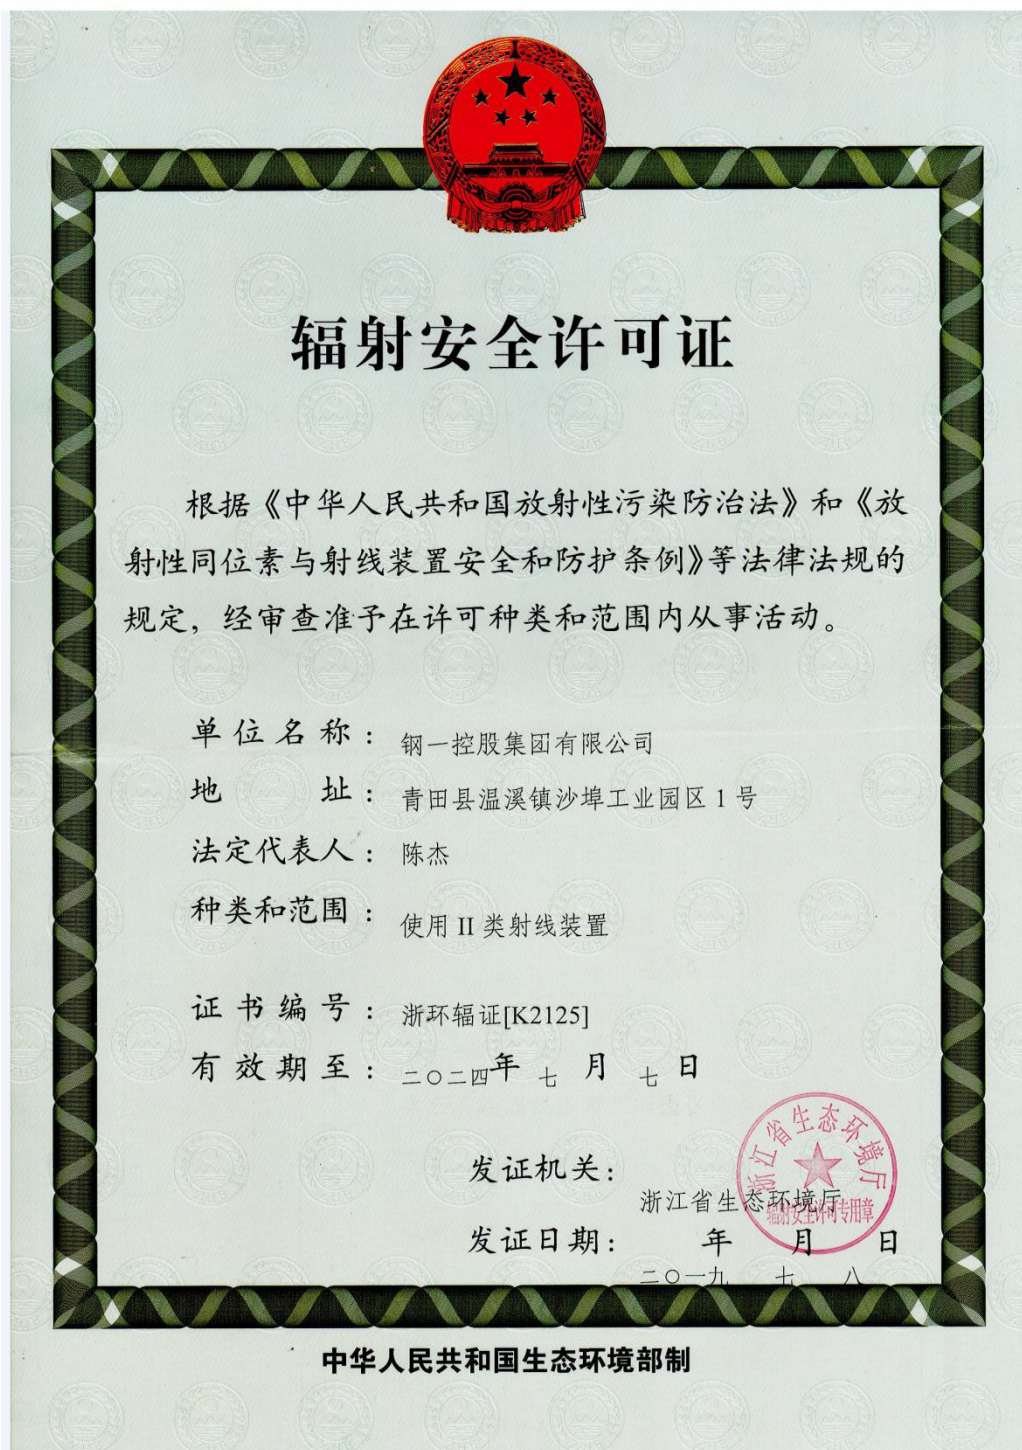 辐射安全许可证
根据《中华人民共和国放射性污染防治法》和《放
射性同位素与射线装置安全和防护条例》等法律法规的
规定，经审查准予在许可种类和范围内从事活动。
单位名称：钢一控股集团有限公司
地址：青田县温溪镇沙埠工业园区1号
法定代表人：陈杰
种类和范围：使用II类射线装置
证书编号：浙环辐证[K2125]
有效期至：二〇二四年七月七日
发证机关：浙江省生态环境厅
浙江省生态环境厅
辐射安全许可专用章
发证日期：二〇一九年七月八日
中华人民共和国生态环境部制